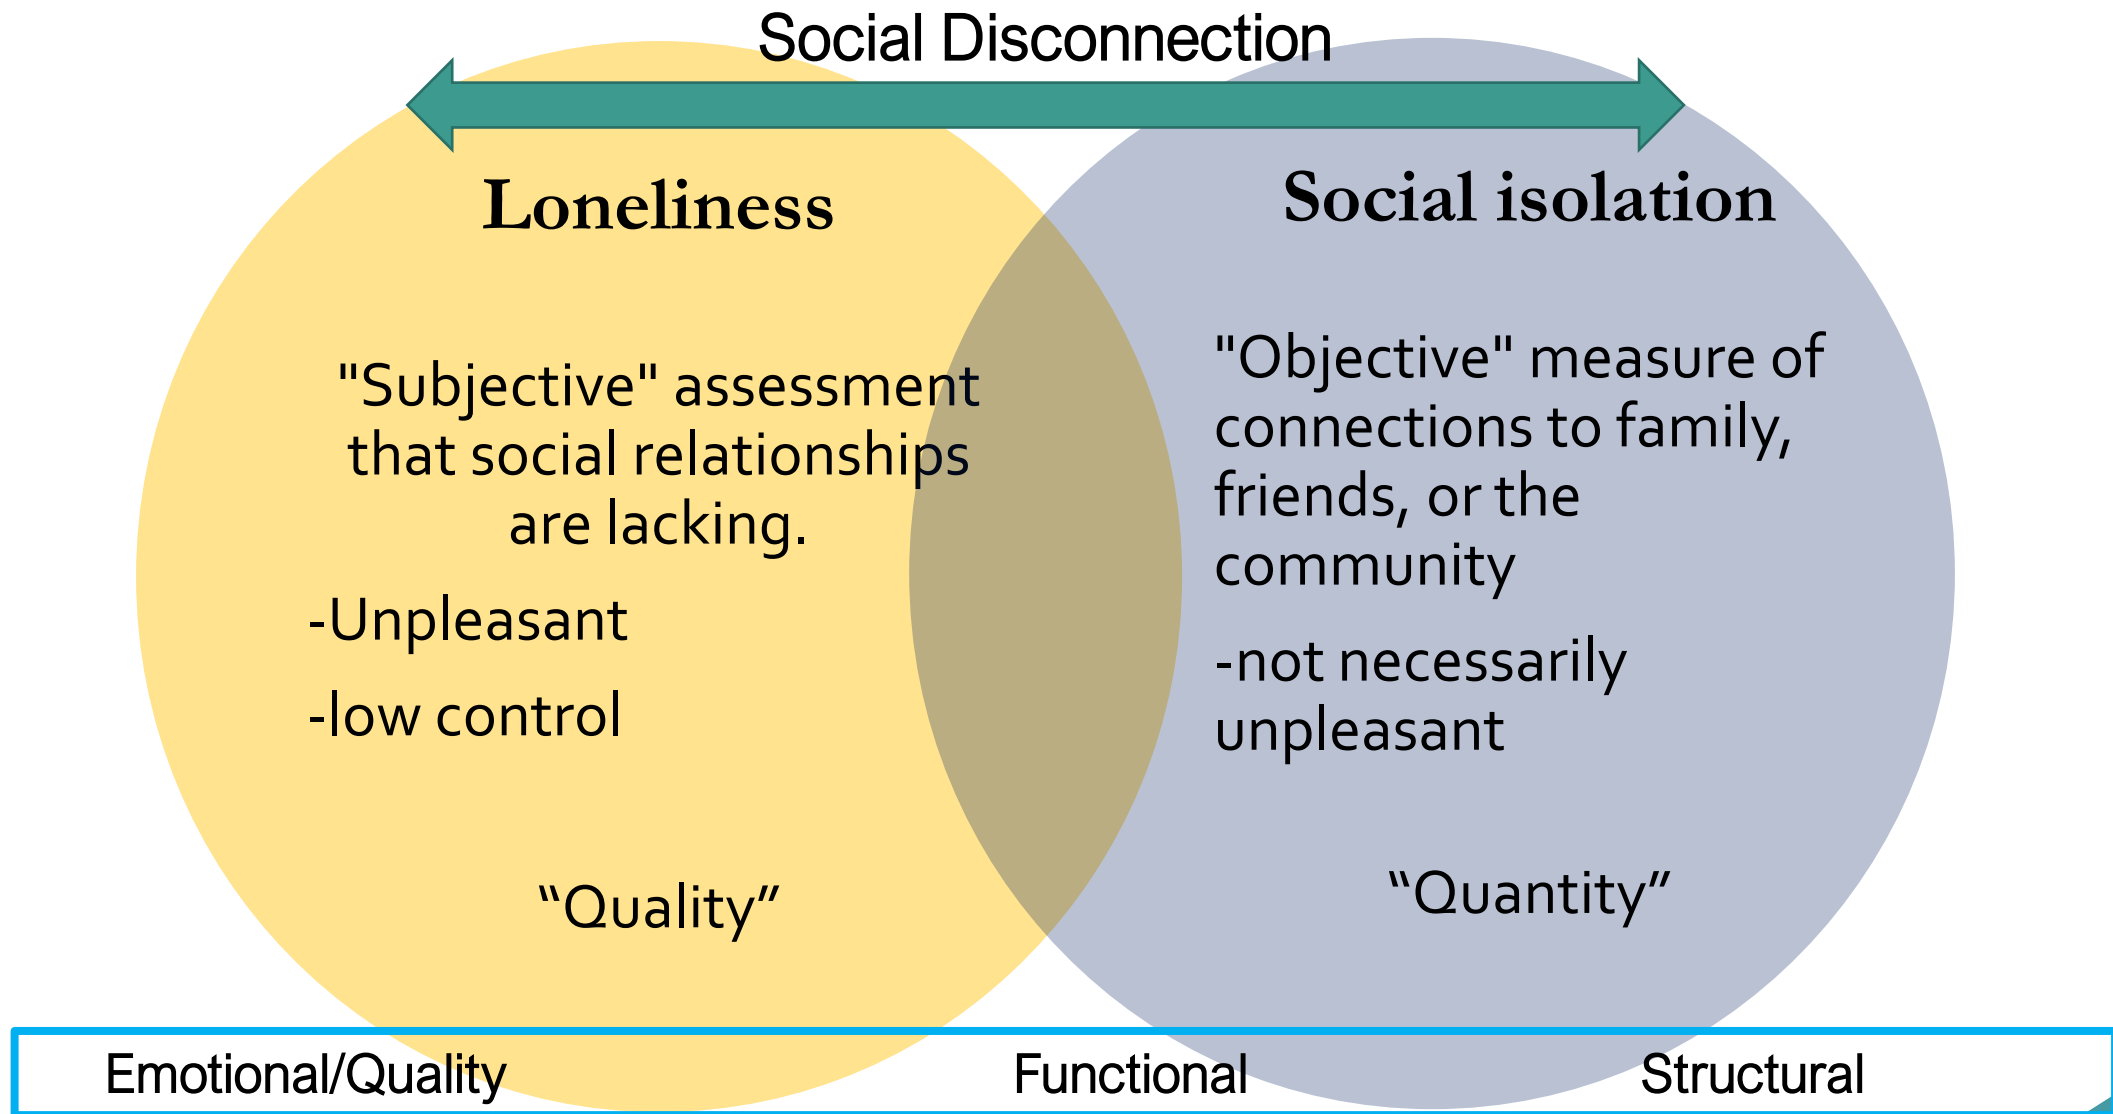 Social Disconnection
Loneliness
"Subjective" assessment
that social relationships
are lacking.
-Unpleasant
-low control
“Quality”
Social isolation
"Objective" measure of
connections to family,
friends, or the
community
-not necessarily
unpleasant
“Quantity”
Emotional/Quality
Functional
Structural